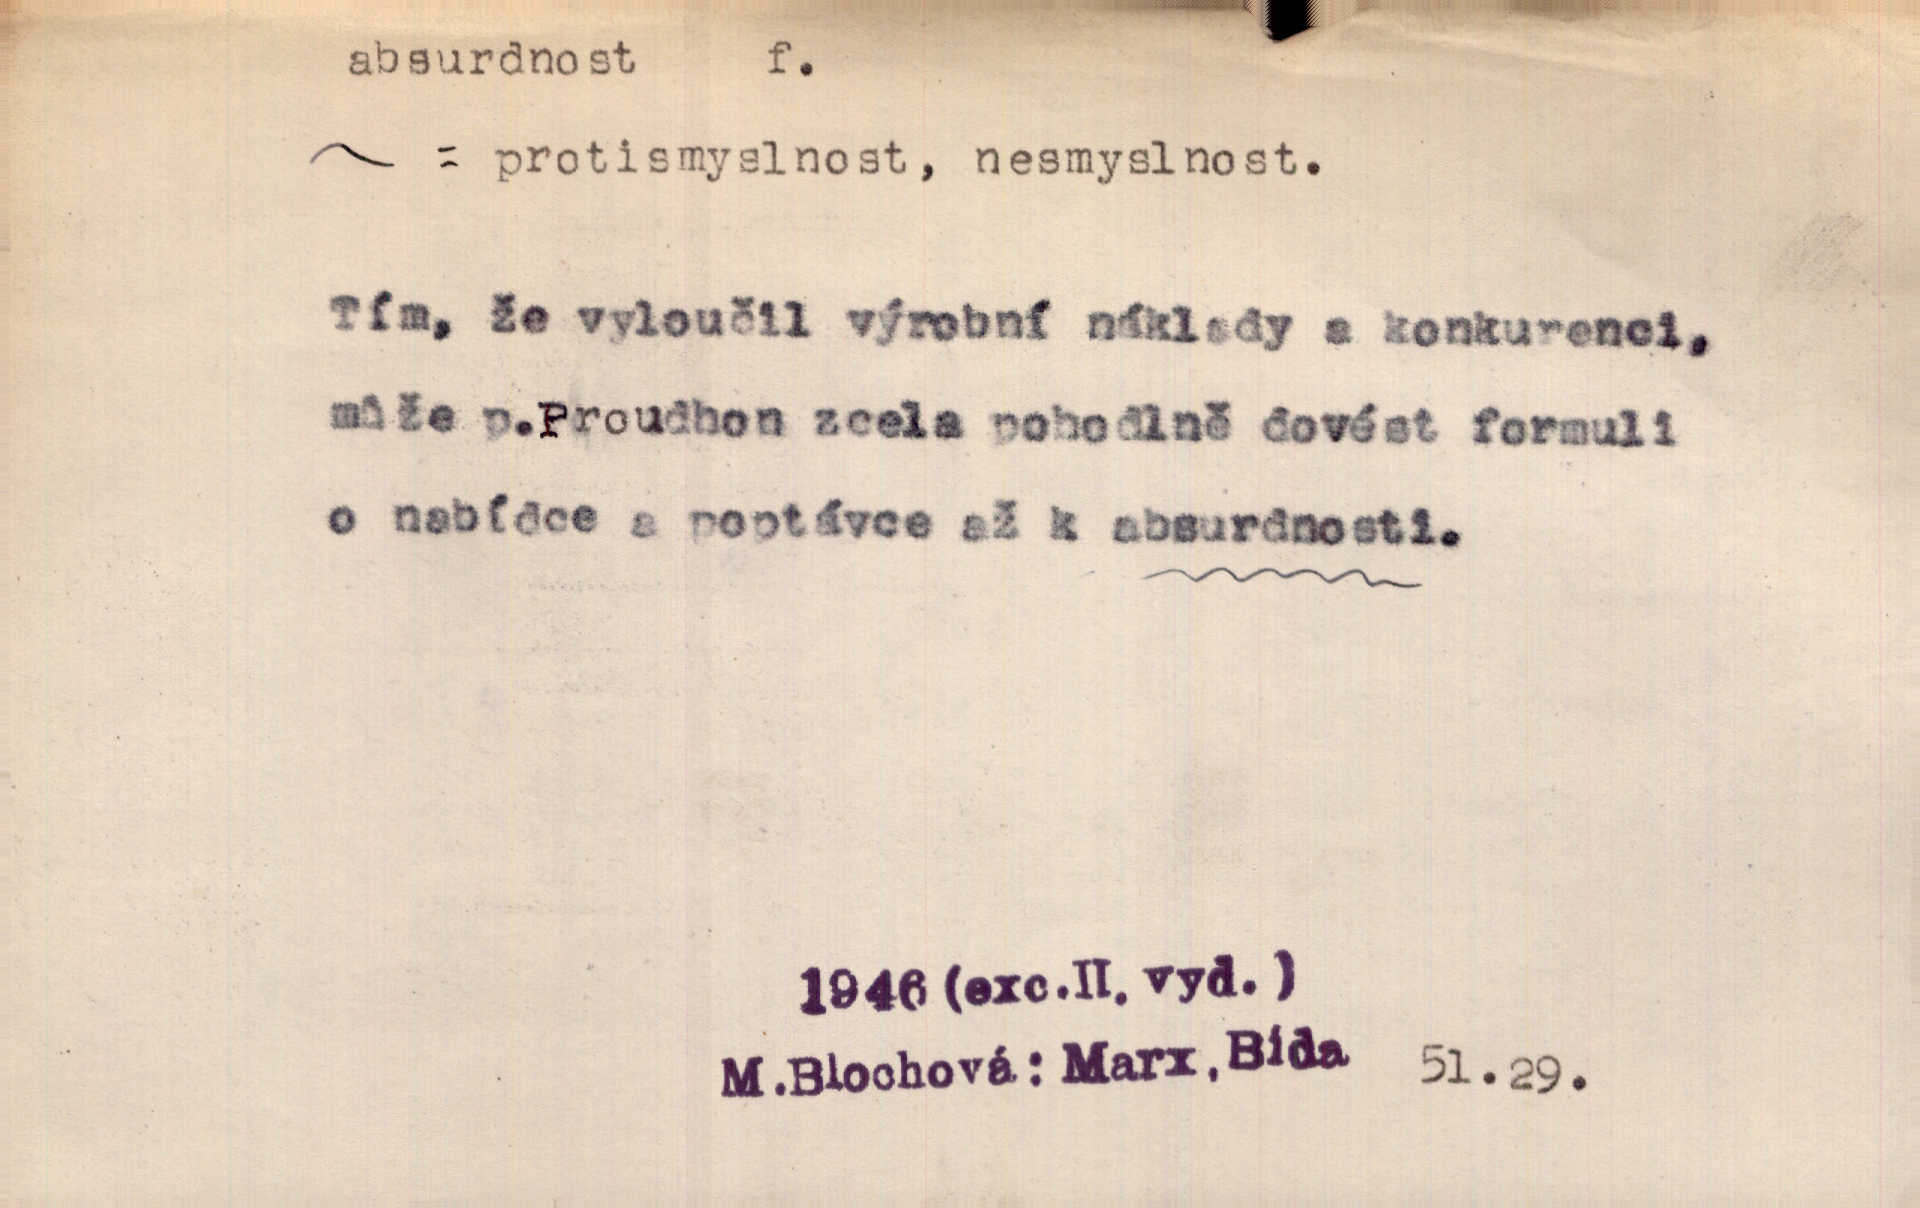 absurdnost f.
~ = protismyslnost, nesmyslnost.
Tím, že vyloučil výrobní náklady a konkurenci,
může p.Proudhon zcela pohodlně dovést formuli
o nabídce a poptávce až k absurdnosti.
1946 (exc.II. vyd.)
M.Blochová: Marx, Bída 51.29.